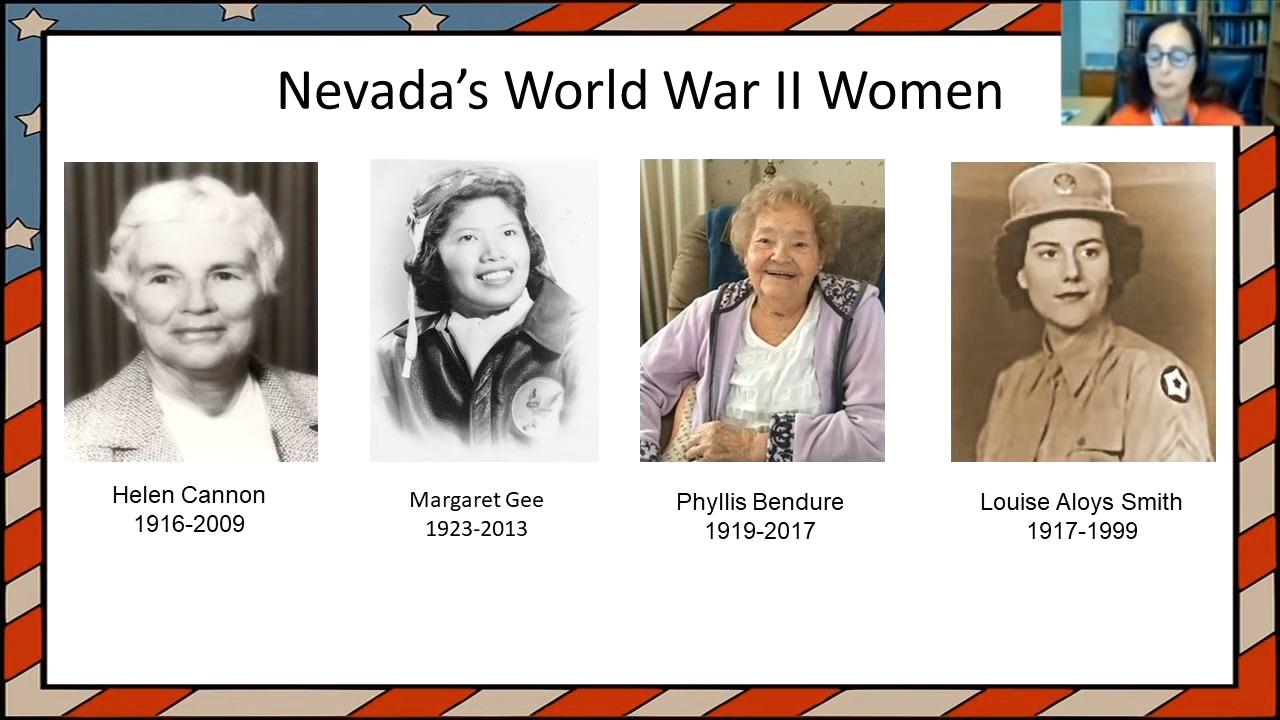 Nevada’s World War II Women
Helen Cannon
1916-2009
Margaret Gee
1923-2013
Phyllis Bendure
1919-2017
Louise Aloys Smith
1917-1999